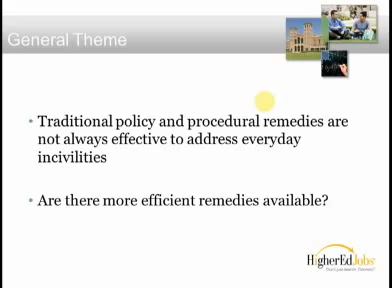 General Theme
• Traditional policy and procedural remedies are
not always effective to address everyday
incivilities
• Are there more efficient remedies available?
HigherEdJobs